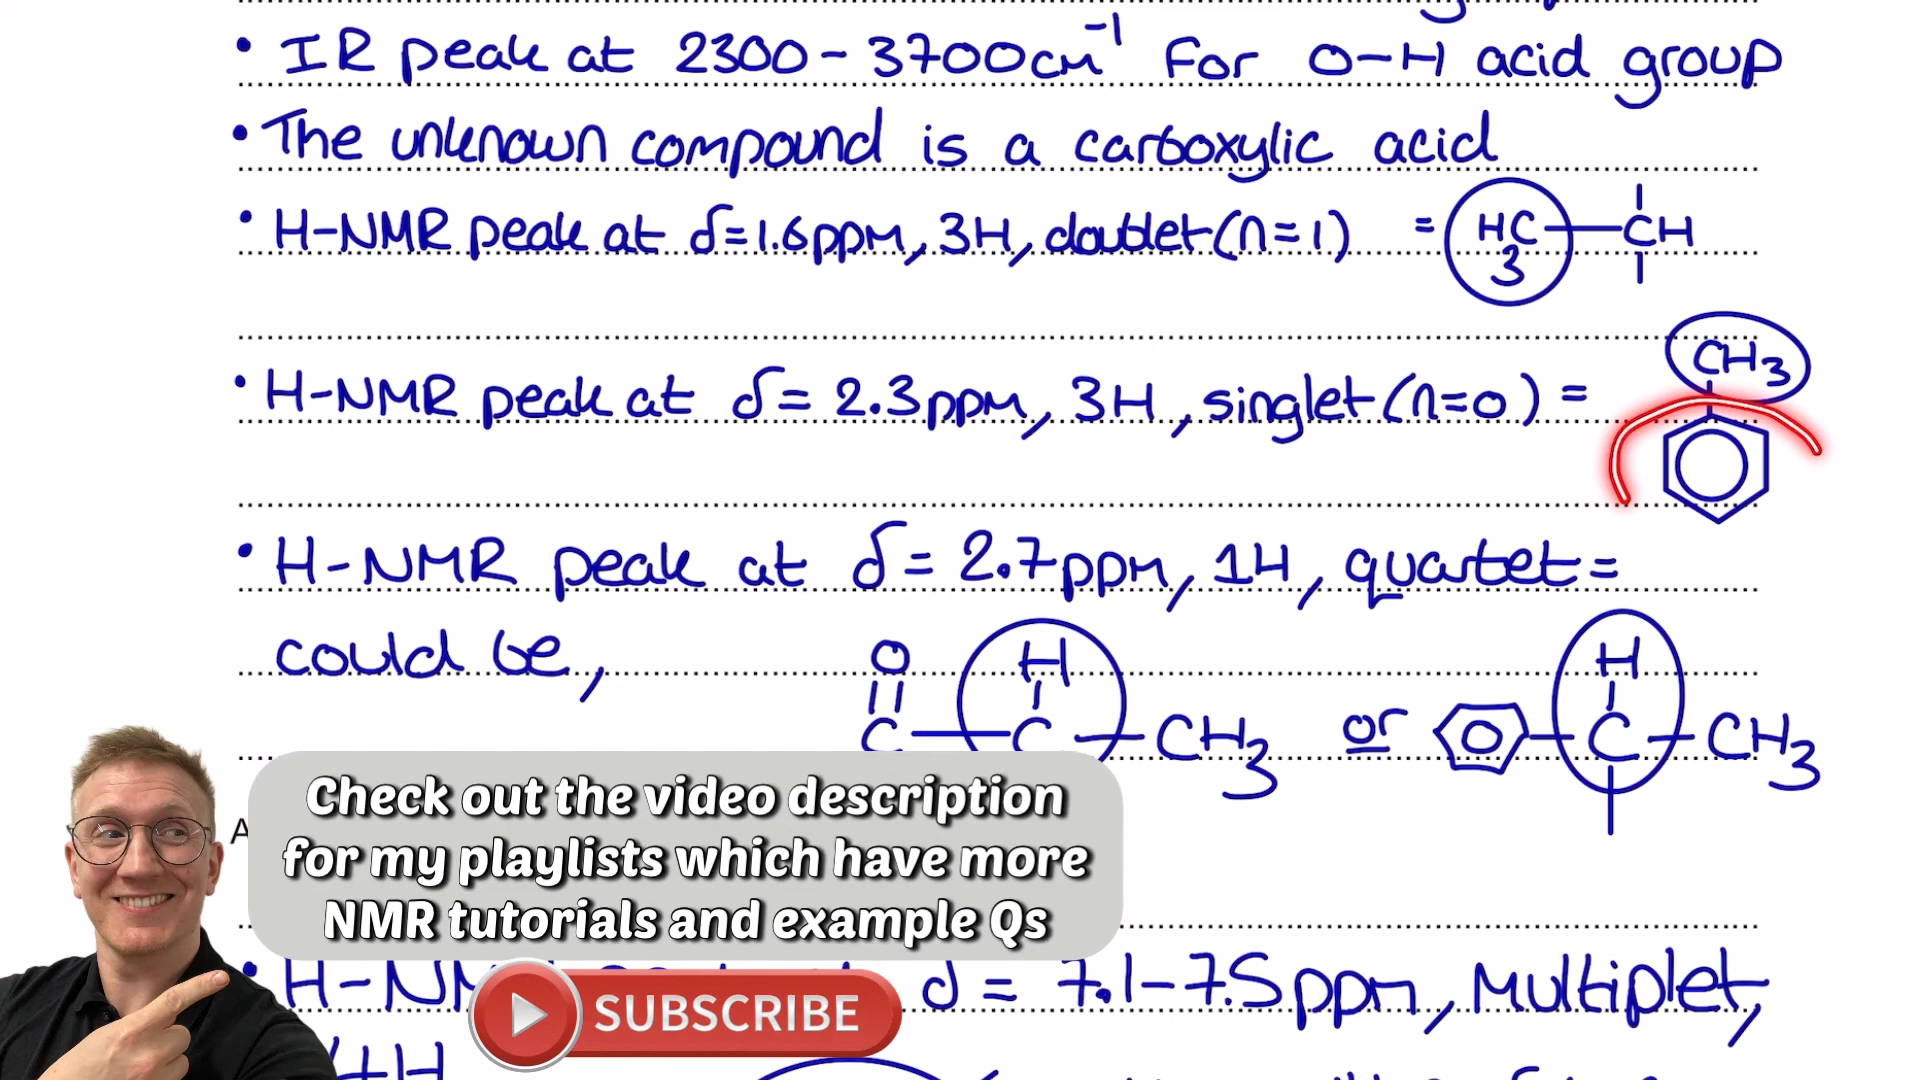 • IR peak at 2300-3700cm⁻¹ for O-H acid group
• The unknown compound is a carboxylic acid
• H-NMR peak at δ=1.6ppm, 3H, doublet (n=1) = H₃C-CH
• H-NMR peak at δ= 2.3ppm, 3H, singlet (n=0) = CH₃
• H-NMR peak at δ= 2.7ppm, 1H, quartet =
could be,
O H H
C C CH₃ or C CH₃
Check out the video description
for my playlists which have more
NMR tutorials and example Qs
δ = 7.1-7.5ppm, multiplet,
SUBSCRIBE